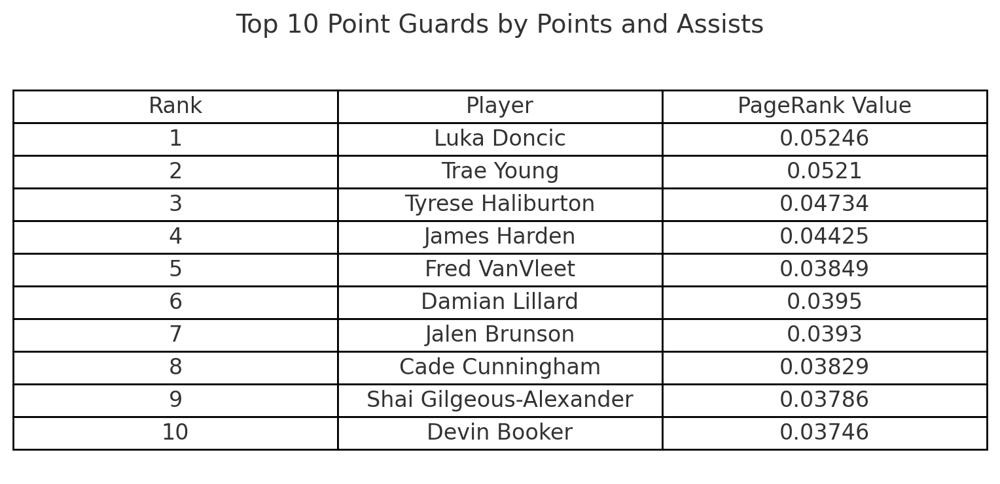 Top 10 Point Guards by Points and Assists
Rank Player PageRank Value
1 Luka Doncic 0.05246
2 Trae Young 0.0521
3 Tyrese Haliburton 0.04734
4 James Harden 0.04425
5 Fred VanVleet 0.03849
6 Damian Lillard 0.0395
7 Jalen Brunson 0.0393
8 Cade Cunningham 0.03829
9 Shai Gilgeous-Alexander 0.03786
10 Devin Booker 0.03746